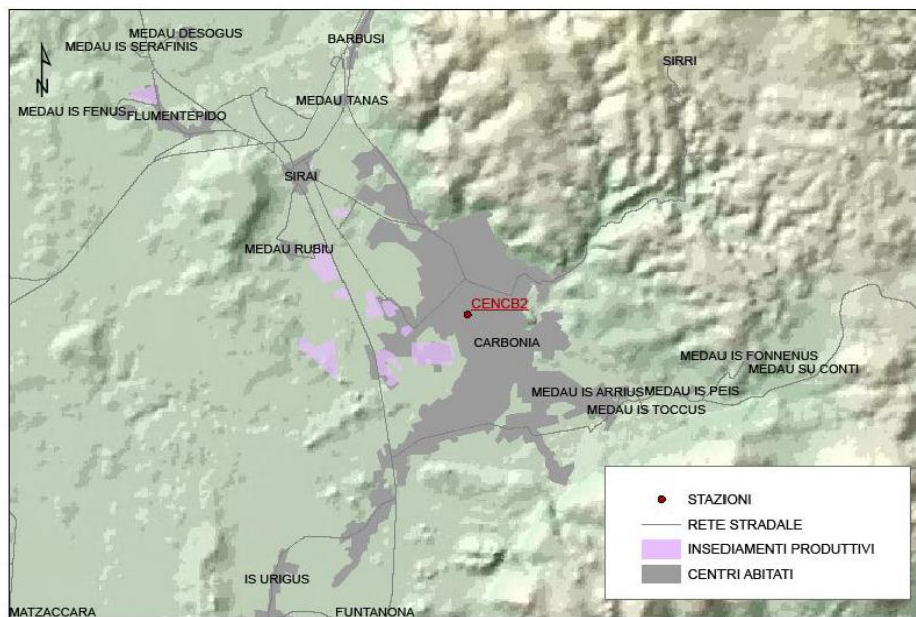 MEDAU DESOGUS
BARBUSI
MEDAU IS SERAFINIS
SIRRI
N
MEDAU TANAS
MEDAU IS FENUS
FLUMENTEPIDO
SIRAI
MEDAU RUBIU
CENCB2
CARBONIA
MEDAU IS FONNENUS
MEDAU SU CONTI
MEDAU IS ARRIUS
MEDAU IS PEIS
MEDAU IS TOCCUS
STAZIONI
RETE STRADALE
INSEDIAMENTI PRODUTTIVI
CENTRI ABITATI
IS URIGUS
MATZACCARA
FUNTANONA